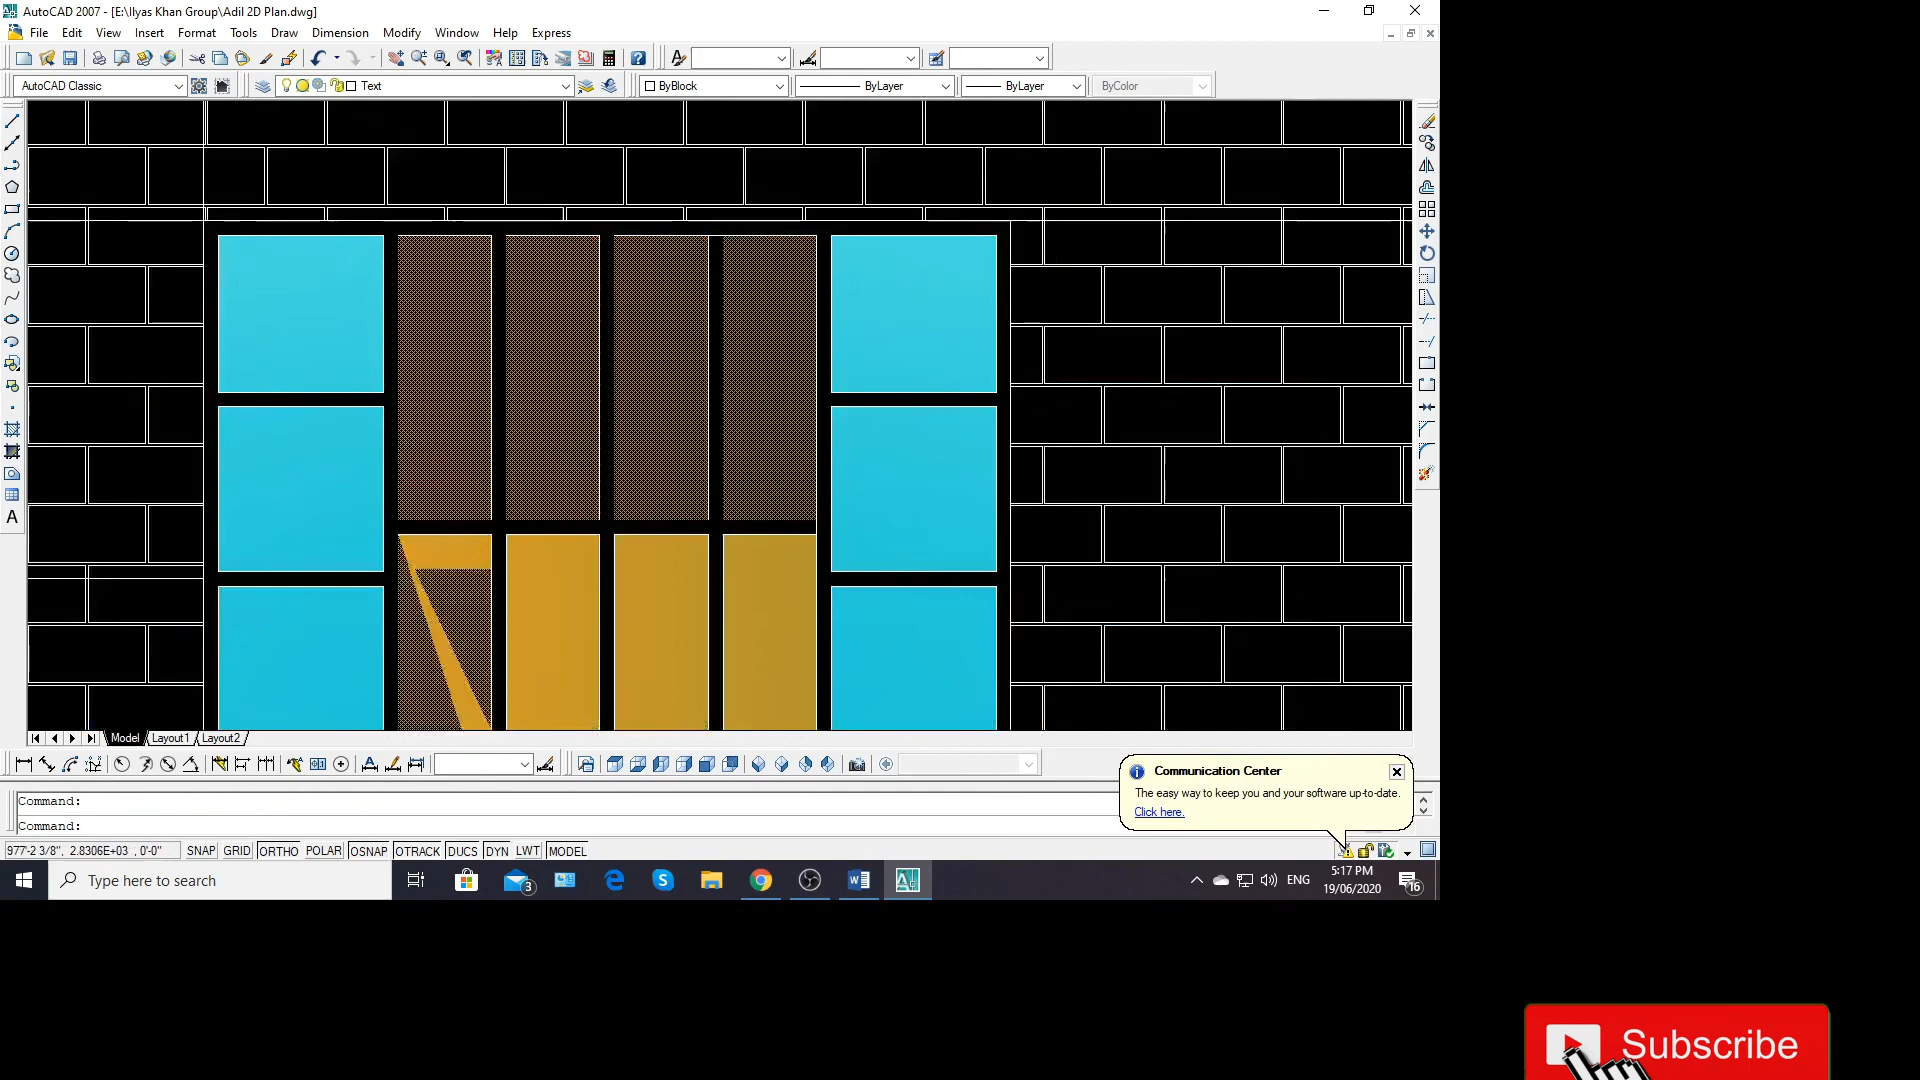 AutoCAD 2007 - [E:\Ilyas Khan Group\Adil 2D Plan.dwg]
File Edit View Insert Format Tools Draw Dimension Modify Window Help Express
AutoCAD Classic Text ByBlock ByLayer ByLayer ByColor
A
Model Layout1 Layout2
Communication Center
The easy way to keep you and your software up-to-date.
Click here.
Command:
Command:
977'-2 3/8", 2.8306E+03 , 0'-0" SNAP GRID ORTHO POLAR OSNAP OTRACK DUCS DYN LWT MODEL
Type here to search
3
ENG
5:17 PM
19/06/2020
16
Subscribe